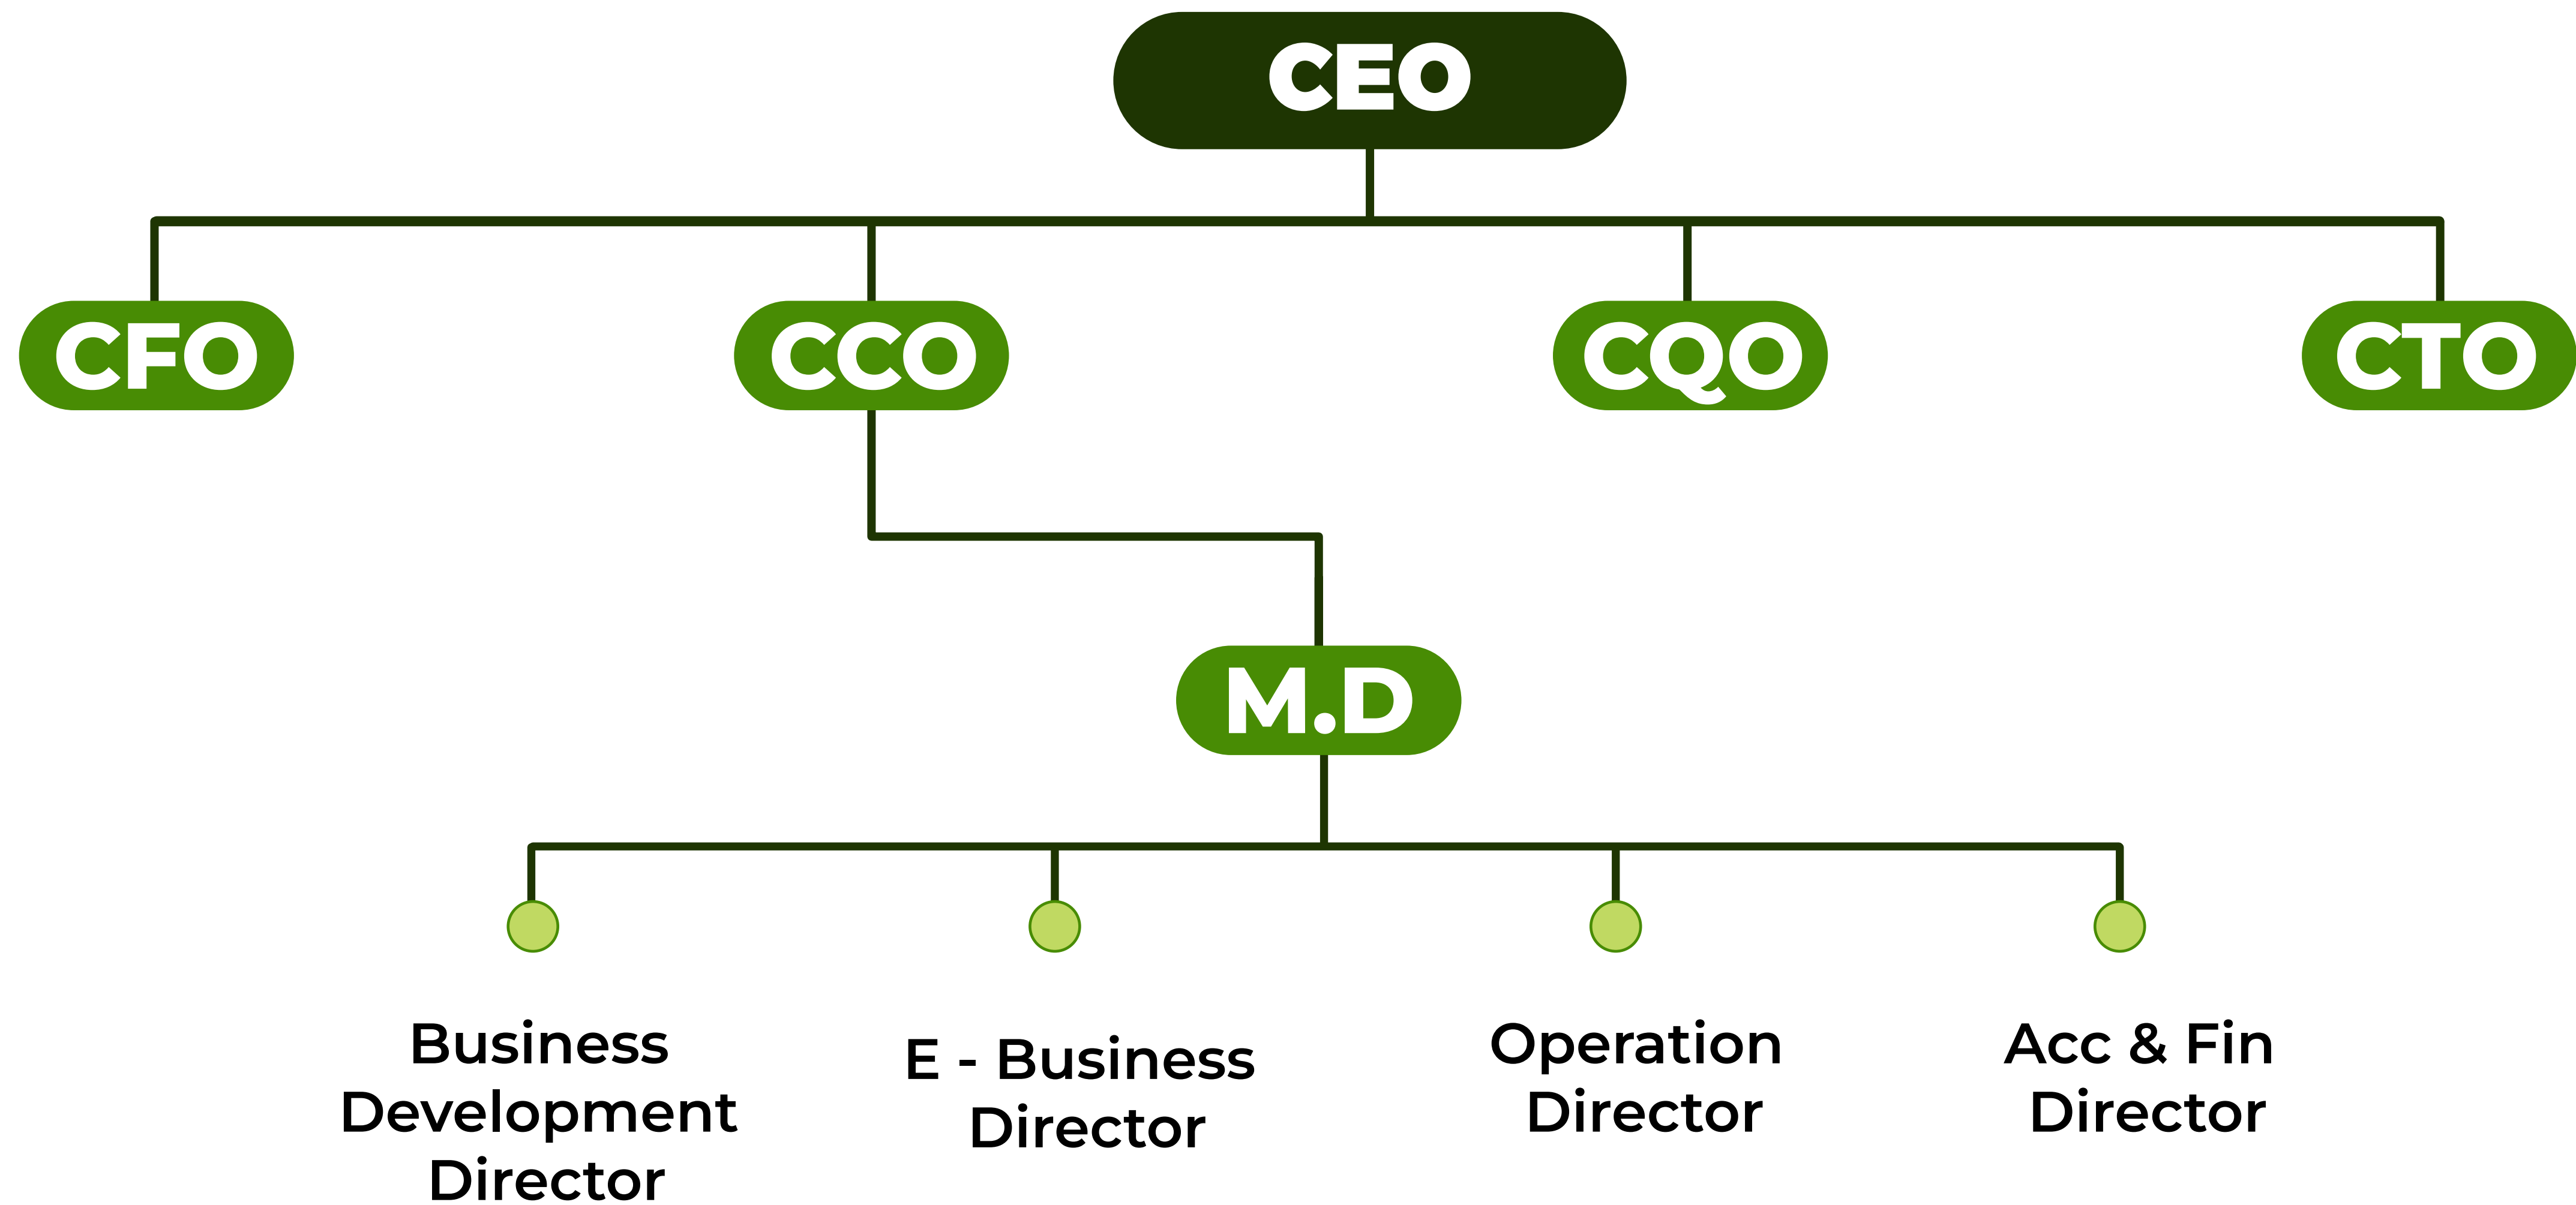 CEO
CFO
CCO
CQO
CTO
M.D
Business
Development
Director
E - Business
Director
Operation
Director
Acc & Fin
Director